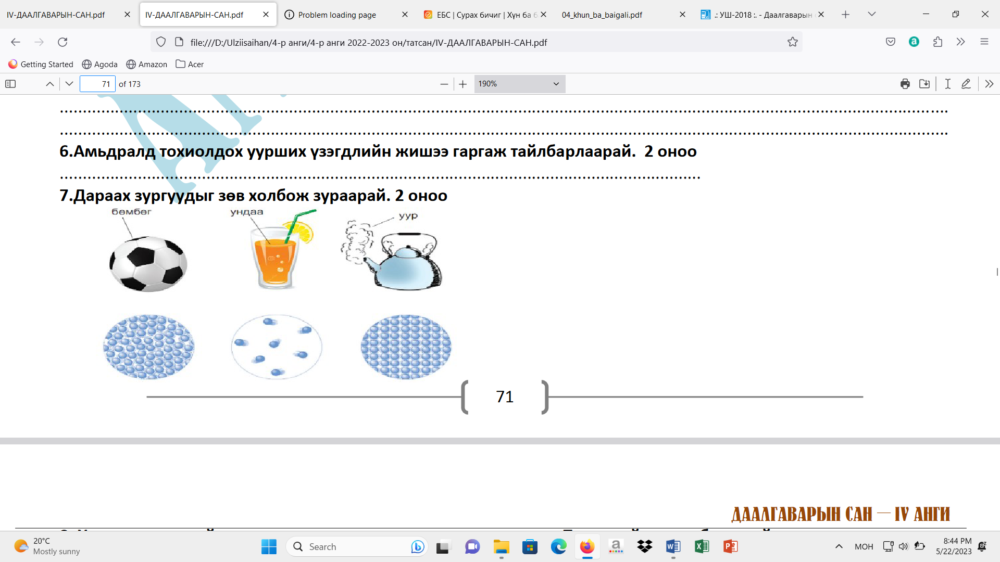 IV-ДААЛГАВАРЫН-САН.pdf
IV-ДААЛГАВАРЫН-САН.pdf
Problem loading page
ЕБС | Сурах бичиг | Хүн ба б
04_khun_ba_baigali.pdf
.: УШ-2018 :. - Даалгаварын
file:///D:/Ulziisaihan/4-р анги/4-р анги 2022-2023 он/татсан/IV-ДААЛГАВАРЫН-САН.pdf
Getting Started
Agoda
Amazon
Acer
71 of 173
190%
6.Амьдралд тохиолдох уурших үзэгдлийн жишээ гаргаж тайлбарлаарай. 2 оноо
7.Дараах зургуудыг зөв холбож зураарай. 2 оноо
бөмбөг
ундаа
уур
71
ДААЛГАВАРЫН САН — IV АНГИ
20°C
Mostly sunny
Search
МОН
8:44 PM
5/22/2023